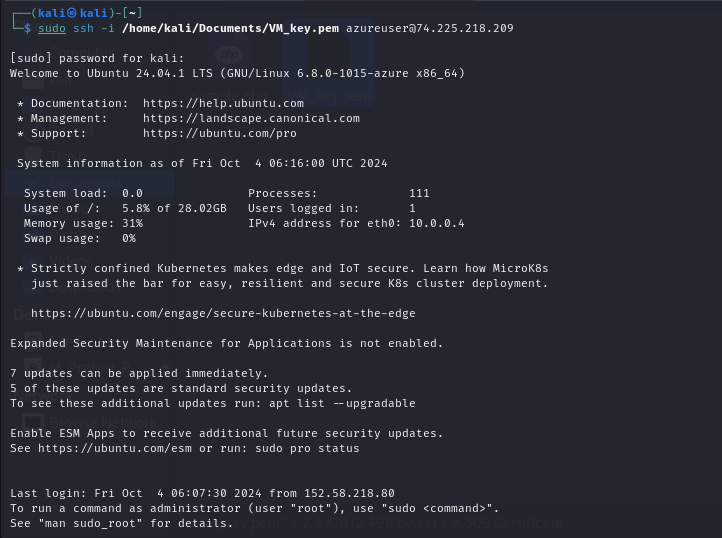 ┌──(kali㉿kali)-[~]
└─$ sudo ssh -i /home/kali/Documents/VM_key.pem azureuser@74.225.218.209
[sudo] password for kali:
Welcome to Ubuntu 24.04.1 LTS (GNU/Linux 6.8.0-1015-azure x86_64)
* Documentation:  https://help.ubuntu.com
* Management:     https://landscape.canonical.com
* Support:        https://ubuntu.com/pro
System information as of Fri Oct  4 06:16:00 UTC 2024
System load:  0.0               Processes:             111
Usage of /:   5.8% of 28.02GB   Users logged in:       1
Memory usage: 31%               IPv4 address for eth0: 10.0.0.4
Swap usage:   0%
* Strictly confined Kubernetes makes edge and IoT secure. Learn how MicroK8s
just raised the bar for easy, resilient and secure K8s cluster deployment.
https://ubuntu.com/engage/secure-kubernetes-at-the-edge
Expanded Security Maintenance for Applications is not enabled.
7 updates can be applied immediately.
5 of these updates are standard security updates.
To see these additional updates run: apt list --upgradable
Enable ESM Apps to receive additional future security updates.
See https://ubuntu.com/esm or run: sudo pro status
Last login: Fri Oct  4 06:07:30 2024 from 152.58.218.80
To run a command as administrator (user "root"), use "sudo <command>".
See "man sudo_root" for details.